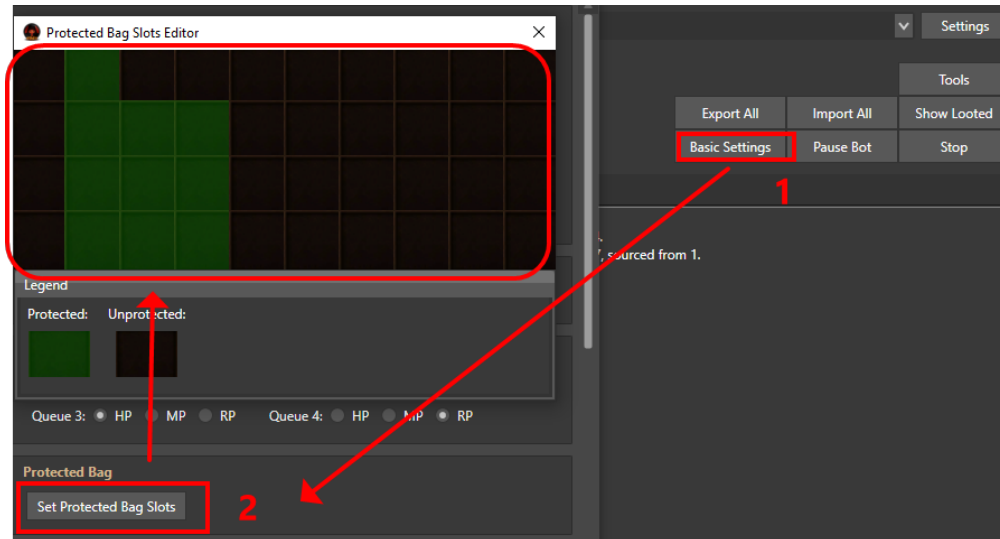 Protected Bag Slots Editor
Settings
Tools
Export All Import All Show Looted
Basic Settings Pause Bot Stop
1
, sourced from 1.
Legend
Protected: Unprotected:
Queue 3: HP MP RP Queue 4: HP MP RP
Protected Bag
Set Protected Bag Slots
2